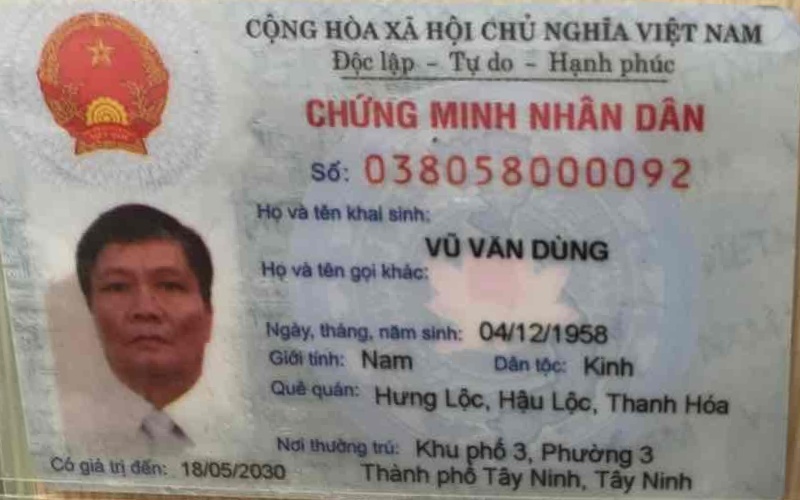 CỘNG HÒA XÃ HỘI CHỦ NGHĨA VIỆT NAM
Độc lập - Tự do - Hạnh phúc
CHỨNG MINH NHÂN DÂN
Số: 038058000092
Họ và tên khai sinh:
VŨ VĂN DÙNG
Họ và tên gọi khác:
Ngày, tháng, năm sinh: 04/12/1958
Giới tính: Nam Dân tộc: Kinh
Quê quán: Hưng Lộc, Hậu Lộc, Thanh Hóa
Nơi thường trú: Khu phố 3, Phường 3
Thành phố Tây Ninh, Tây Ninh
Có giá trị đến: 18/05/2030